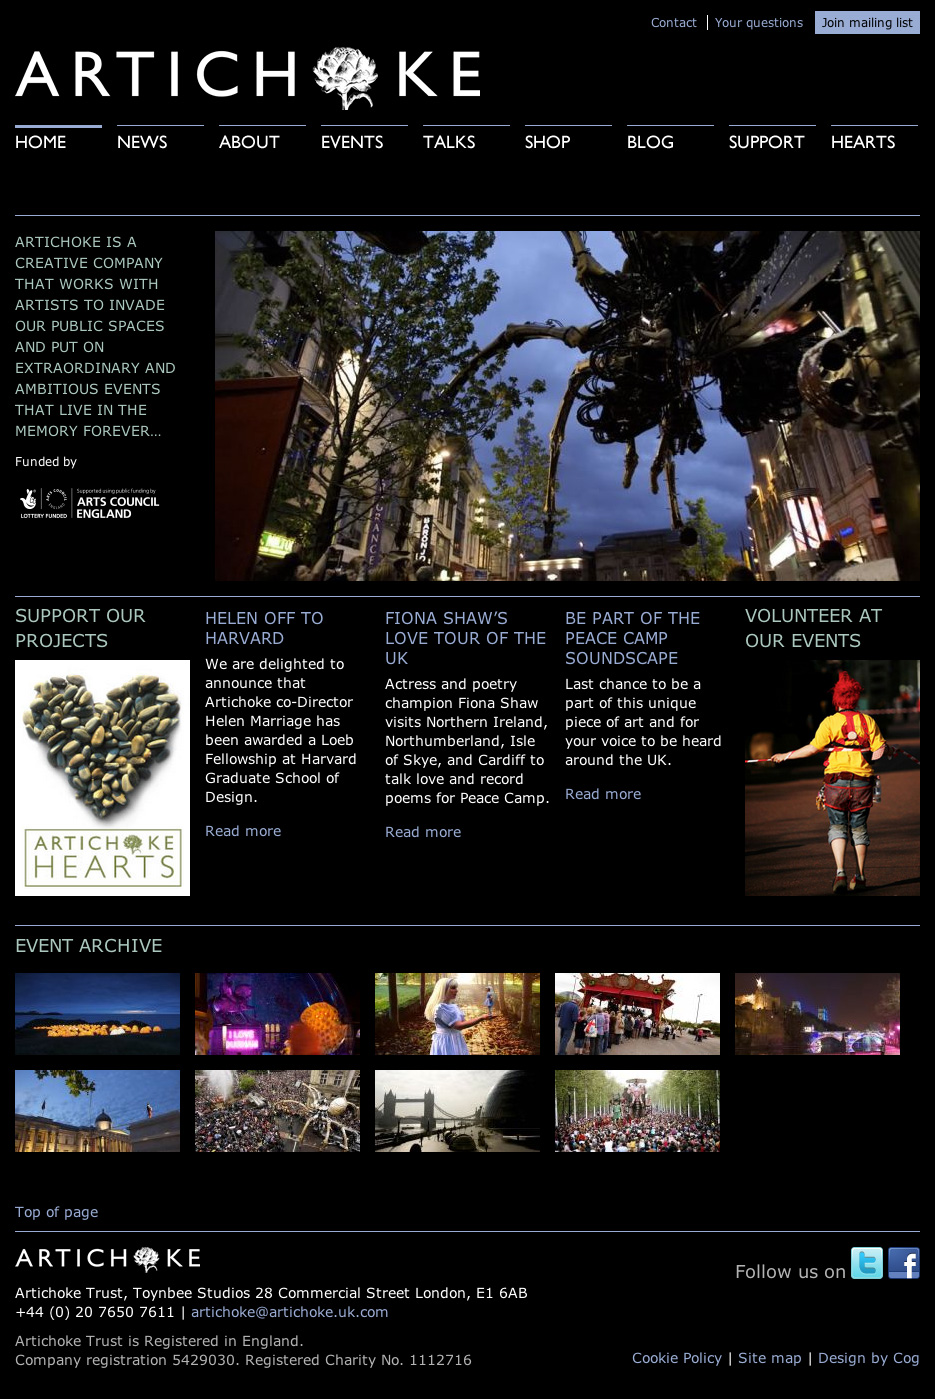 Contact
Your questions
Join mailing list
ARTICHOKE
HOME NEWS ABOUT EVENTS TALKS SHOP BLOG SUPPORT HEARTS
ARTICHOKE IS A
CREATIVE COMPANY
THAT WORKS WITH
ARTISTS TO INVADE
OUR PUBLIC SPACES
AND PUT ON
EXTRAORDINARY AND
AMBITIOUS EVENTS
THAT LIVE IN THE
MEMORY FOREVER...
Funded by
LOTTERY FUNDED
Supported using public funding by
ARTS COUNCIL
ENGLAND
SUPPORT OUR
PROJECTS
ARTICHOKE
HEARTS
HELEN OFF TO
HARVARD
We are delighted to
announce that
Artichoke co-Director
Helen Marriage has
been awarded a Loeb
Fellowship at Harvard
Graduate School of
Design.
Read more
FIONA SHAW'S
LOVE TOUR OF THE
UK
Actress and poetry
champion Fiona Shaw
visits Northern Ireland,
Northumberland, Isle
of Skye, and Cardiff to
talk love and record
poems for Peace Camp.
Read more
BE PART OF THE
PEACE CAMP
SOUNDSCAPE
Last chance to be a
part of this unique
piece of art and for
your voice to be heard
around the UK.
Read more
VOLUNTEER AT
OUR EVENTS
EVENT ARCHIVE
I LOVE
DURHAM
Top of page
ARTICHOKE
Follow us on
Artichoke Trust, Toynbee Studios 28 Commercial Street London, E1 6AB
+44 (0) 20 7650 7611 | artichoke@artichoke.uk.com
Artichoke Trust is Registered in England.
Company registration 5429030. Registered Charity No. 1112716
Cookie Policy | Site map | Design by Cog